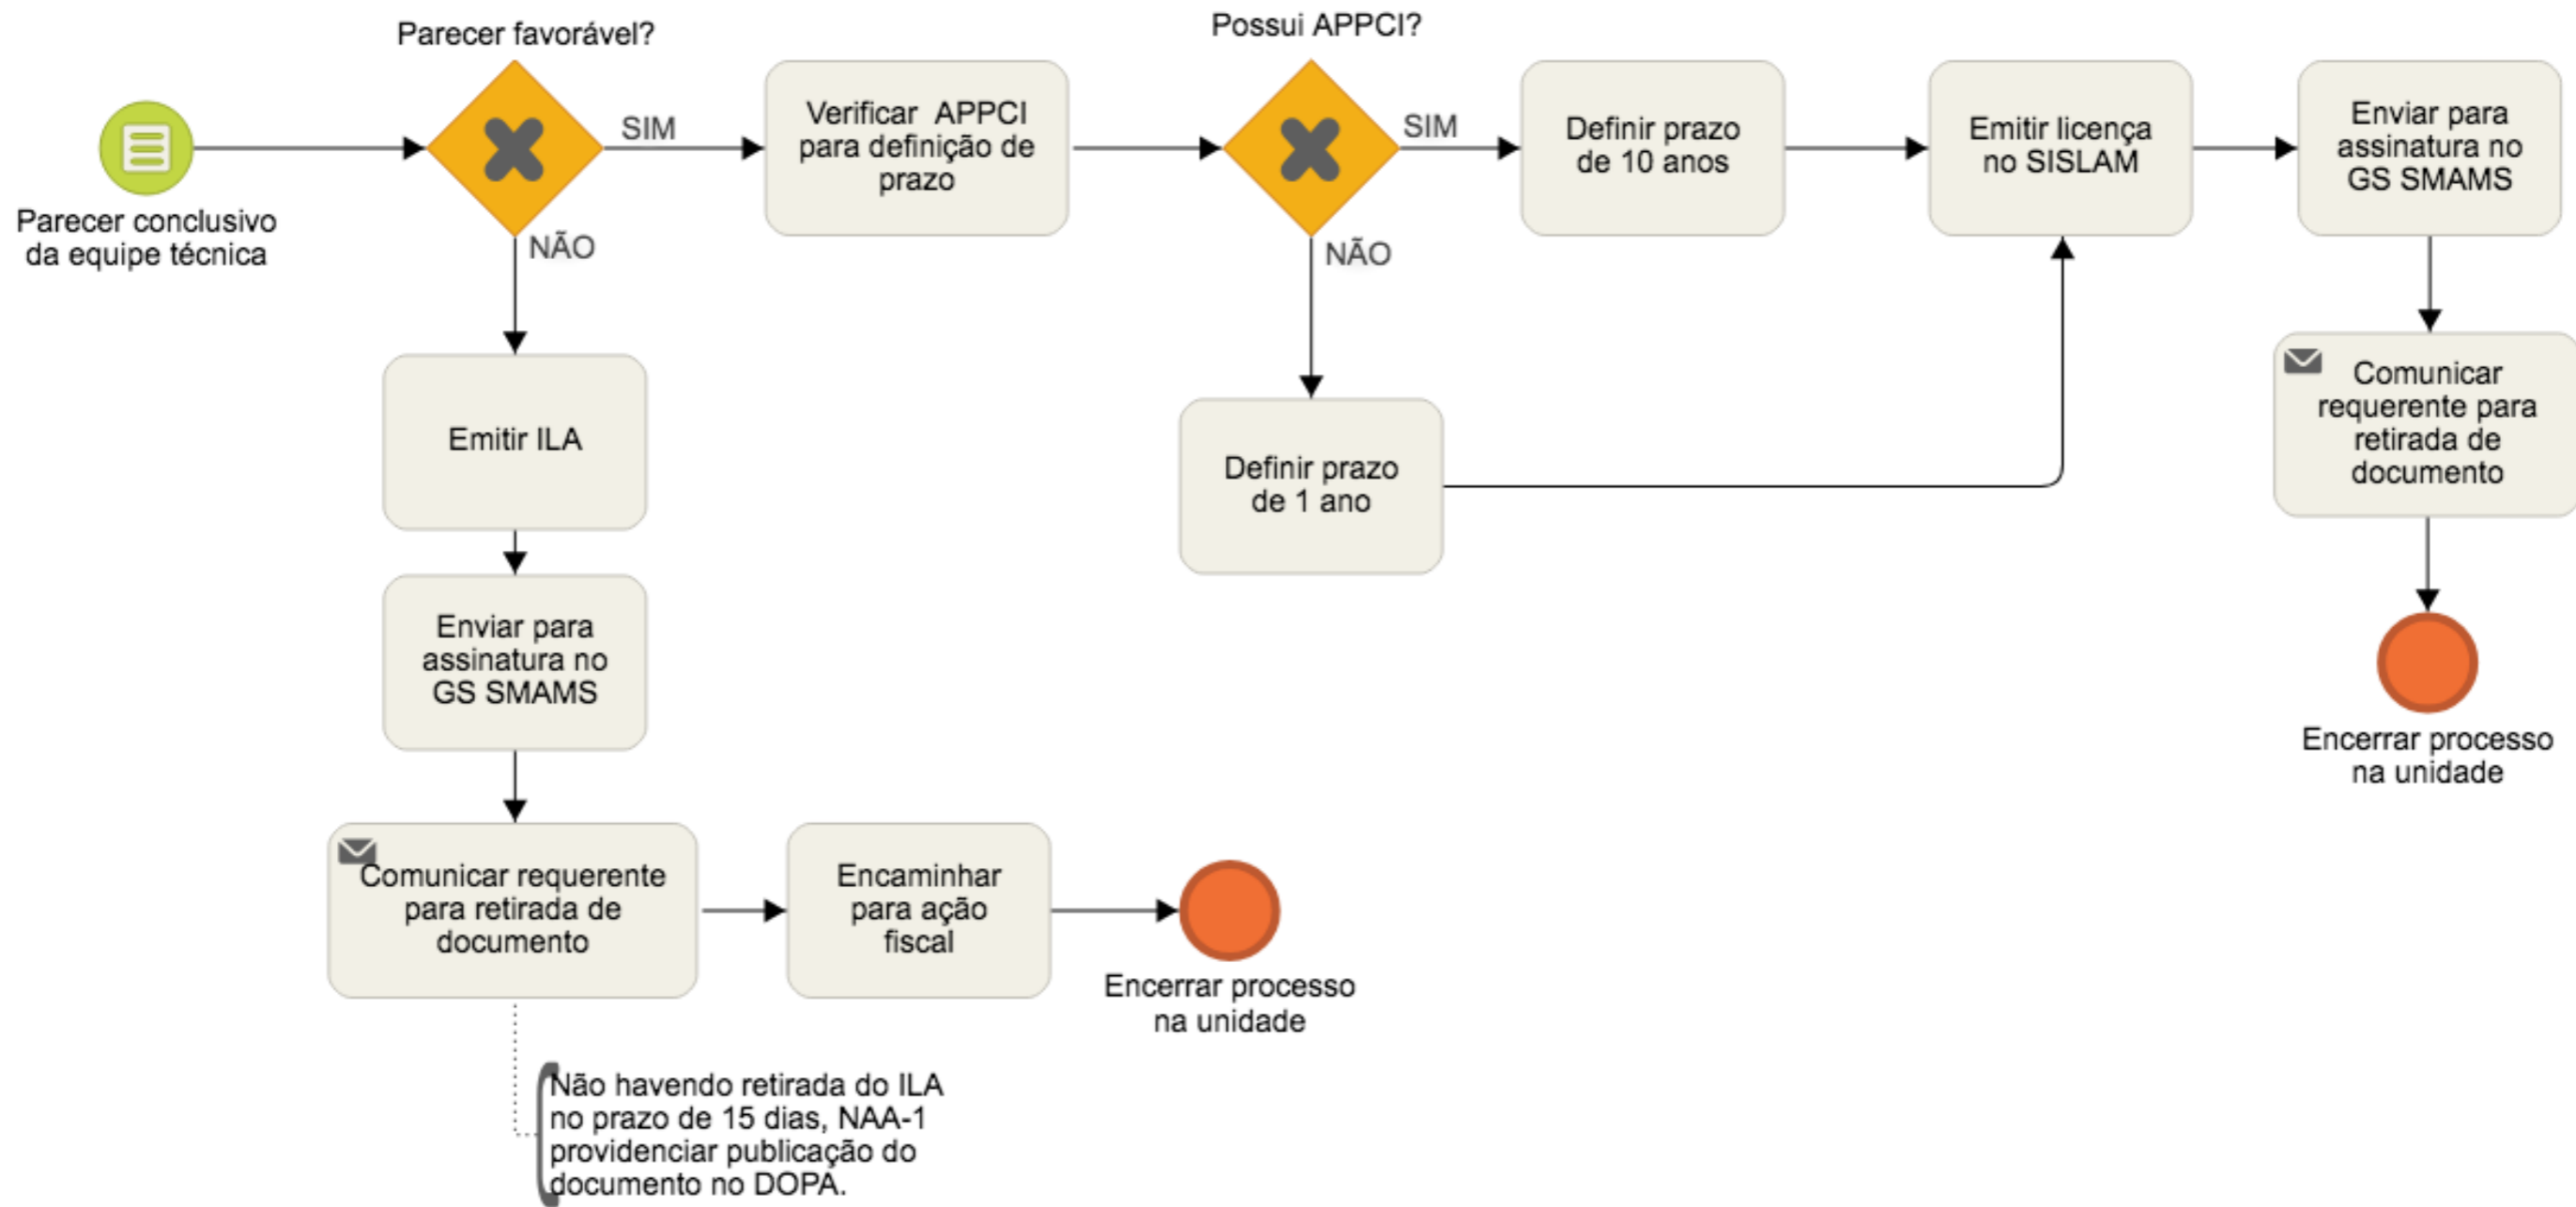 Parecer favorável?
Possui APPCI?
Parecer conclusivo
da equipe técnica
SIM
NÃO
Verificar  APPCI
para definição de
prazo
SIM
NÃO
Definir prazo
de 10 anos
Emitir licença
no SISLAM
Enviar para
assinatura no
GS SMAMS
Comunicar
requerente para
retirada de
documento
Encerrar processo
na unidade
Definir prazo
de 1 ano
Emitir ILA
Enviar para
assinatura no
GS SMAMS
Comunicar requerente
para retirada de
documento
Encaminhar
para ação
fiscal
Encerrar processo
na unidade
Não havendo retirada do ILA
no prazo de 15 dias, NAA-1
providenciar publicação do
documento no DOPA.